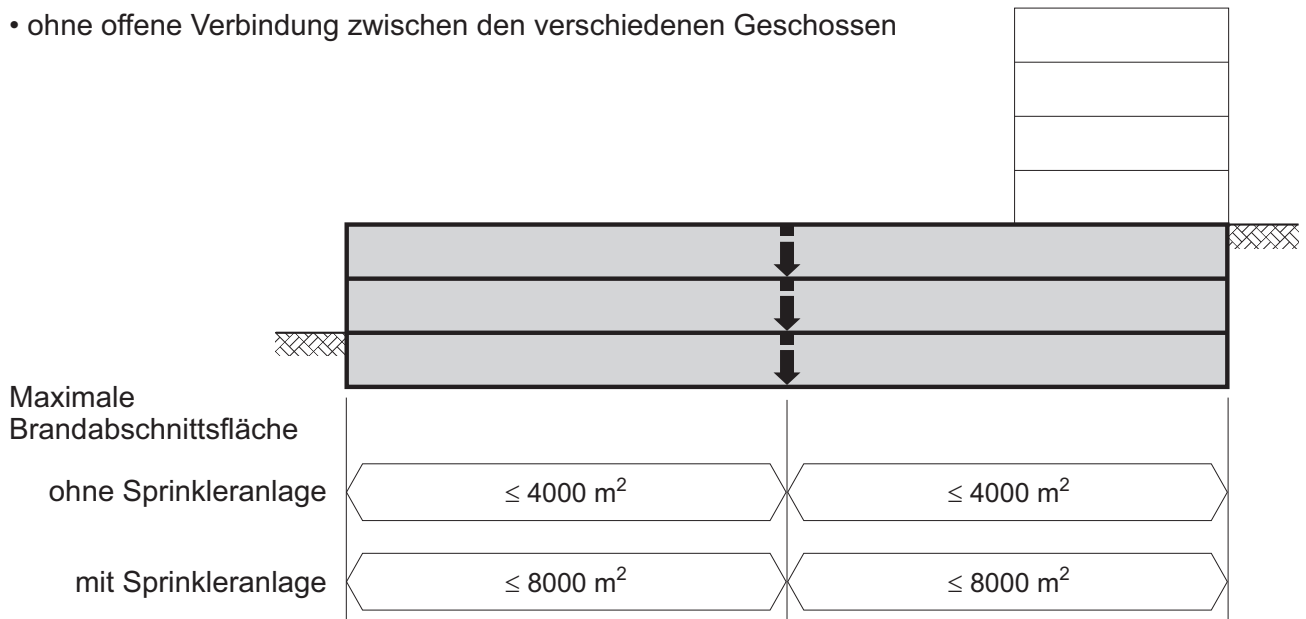 • ohne offene Verbindung zwischen den verschiedenen Geschossen
Maximale
Brandabschnittsfläche
ohne Sprinkleranlage
≤ 4000 m²
≤ 4000 m²
mit Sprinkleranlage
≤ 8000 m²
≤ 8000 m²